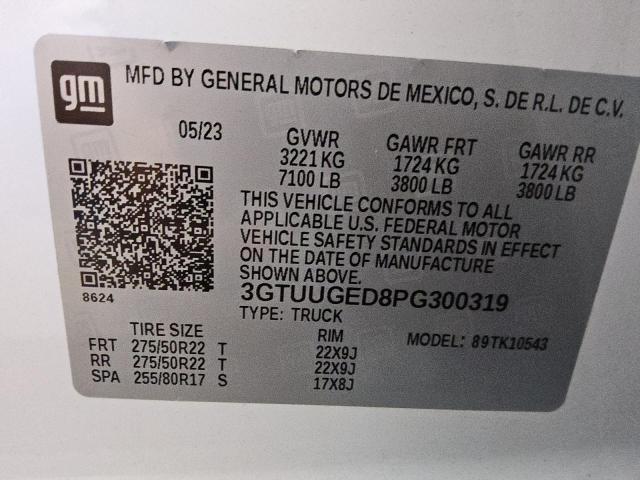 gm
MFD BY GENERAL MOTORS DE MEXICO, S. DE R.L. DE C.V.
05/23 GVWR GAWR FRT GAWR RR
3221 KG 1724 KG 1724 KG
7100 LB 3800 LB 3800 LB
THIS VEHICLE CONFORMS TO ALL
APPLICABLE U.S. FEDERAL MOTOR
VEHICLE SAFETY STANDARDS IN EFFECT
ON THE DATE OF MANUFACTURE
SHOWN ABOVE.
8624
3GTUUGED8PG300319
TYPE: TRUCK
TIRE SIZE RIM MODEL: 89TK10543
FRT 275/50R22 T 22X9J
RR 275/50R22 T 22X9J
SPA 255/80R17 S 17X8J